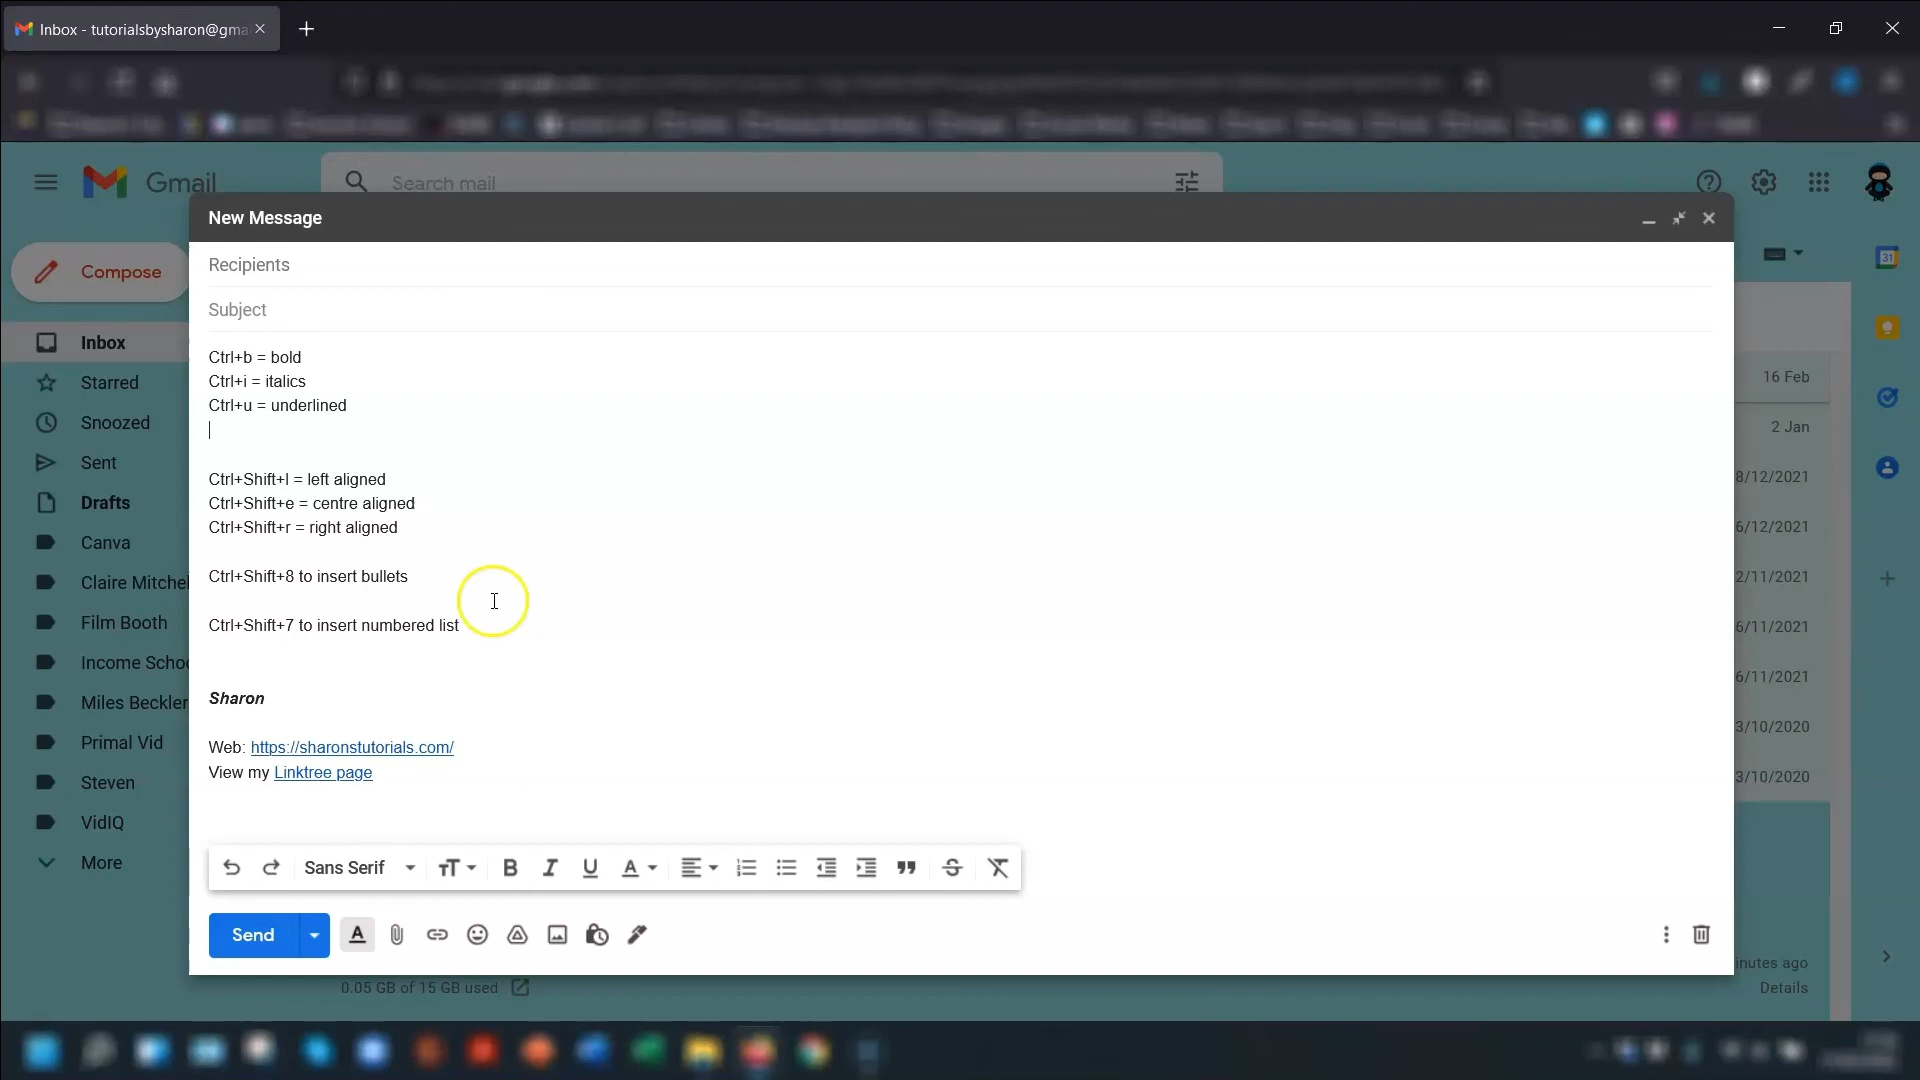 Inbox - tutorialsbysharon@gma
Gmail
Search mail
New Message
Compose
Recipients
Subject
Inbox
Starred
Snoozed
Sent
Drafts
Canva
Claire Mitchel
Film Booth
Income Schoo
Miles Beckler
Primal Vid
Steven
VidIQ
More
Ctrl+b = bold
Ctrl+i = italics
Ctrl+u = underlined
Ctrl+Shift+l = left aligned
Ctrl+Shift+e = centre aligned
Ctrl+Shift+r = right aligned
Ctrl+Shift+8 to insert bullets
Ctrl+Shift+7 to insert numbered list
Sharon
Web: https://sharonstutorials.com/
View my Linktree page
Sans Serif
Send
31
16 Feb
2 Jan
8/12/2021
6/12/2021
2/11/2021
6/11/2021
6/11/2021
3/10/2020
3/10/2020
inutes ago
Details
0.05 GB of 15 GB used